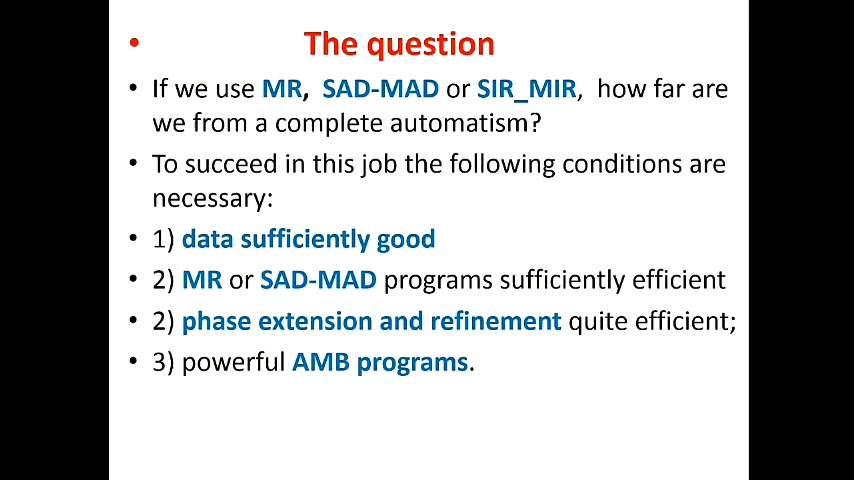 • The question
• If we use MR, SAD-MAD or SIR_MIR, how far are
we from a complete automatism?
• To succeed in this job the following conditions are
necessary:
• 1) data sufficiently good
• 2) MR or SAD-MAD programs sufficiently efficient
• 2) phase extension and refinement quite efficient;
• 3) powerful AMB programs.